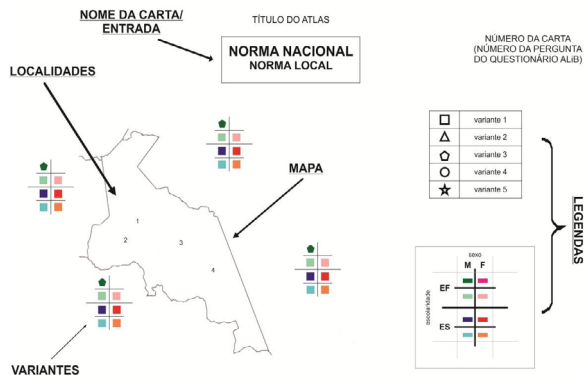 NOME DA CARTA/
ENTRADA
TÍTULO DO ATLAS
NORMA NACIONAL
NORMA LOCAL
NÚMERO DA CARTA
(NÚMERO DA PERGUNTA
DO QUESTIONÁRIO ALiB)
LOCALIDADES
MAPA
1
2
3
4
VARIANTES
variante 1
variante 2
variante 3
variante 4
variante 5
LEGENDAS
sexo
M F
escolaridade
EF
ES